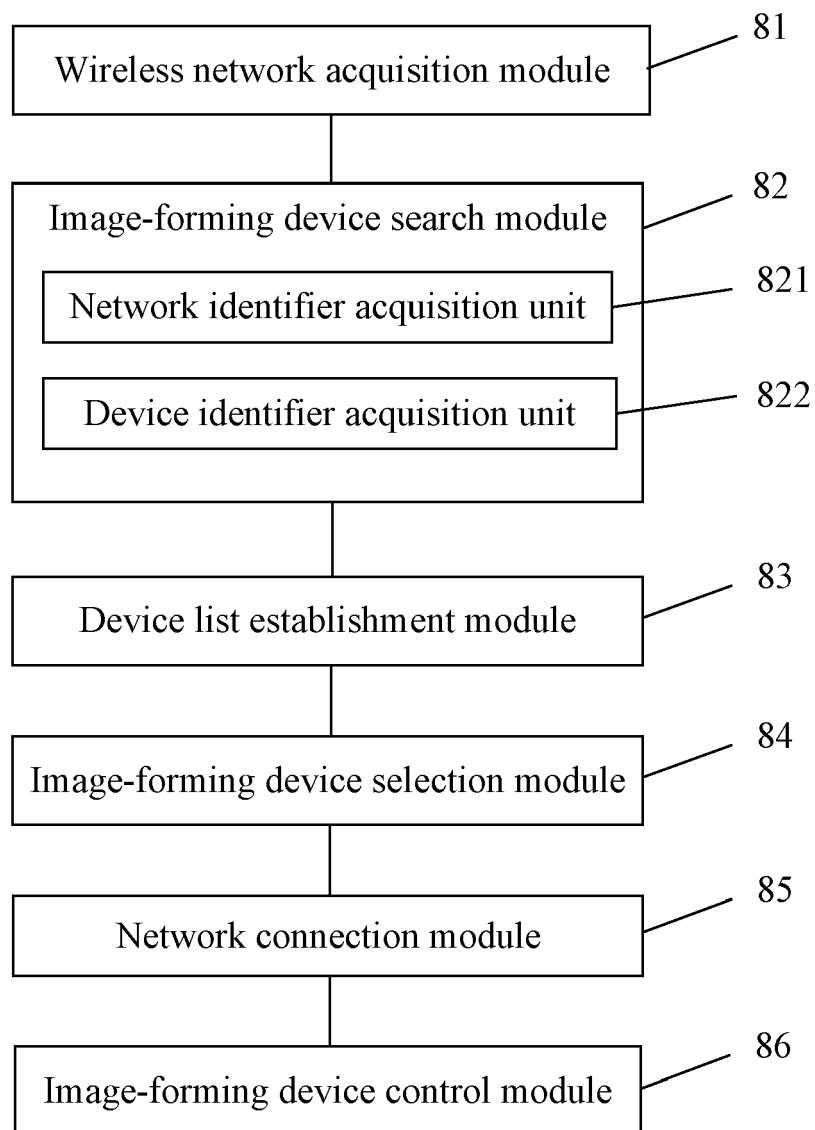 81
Wireless network acquisition module
82
Image-forming device search module
821
Network identifier acquisition unit
822
Device identifier acquisition unit
83
Device list establishment module
84
Image-forming device selection module
85
Network connection module
86
Image-forming device control module